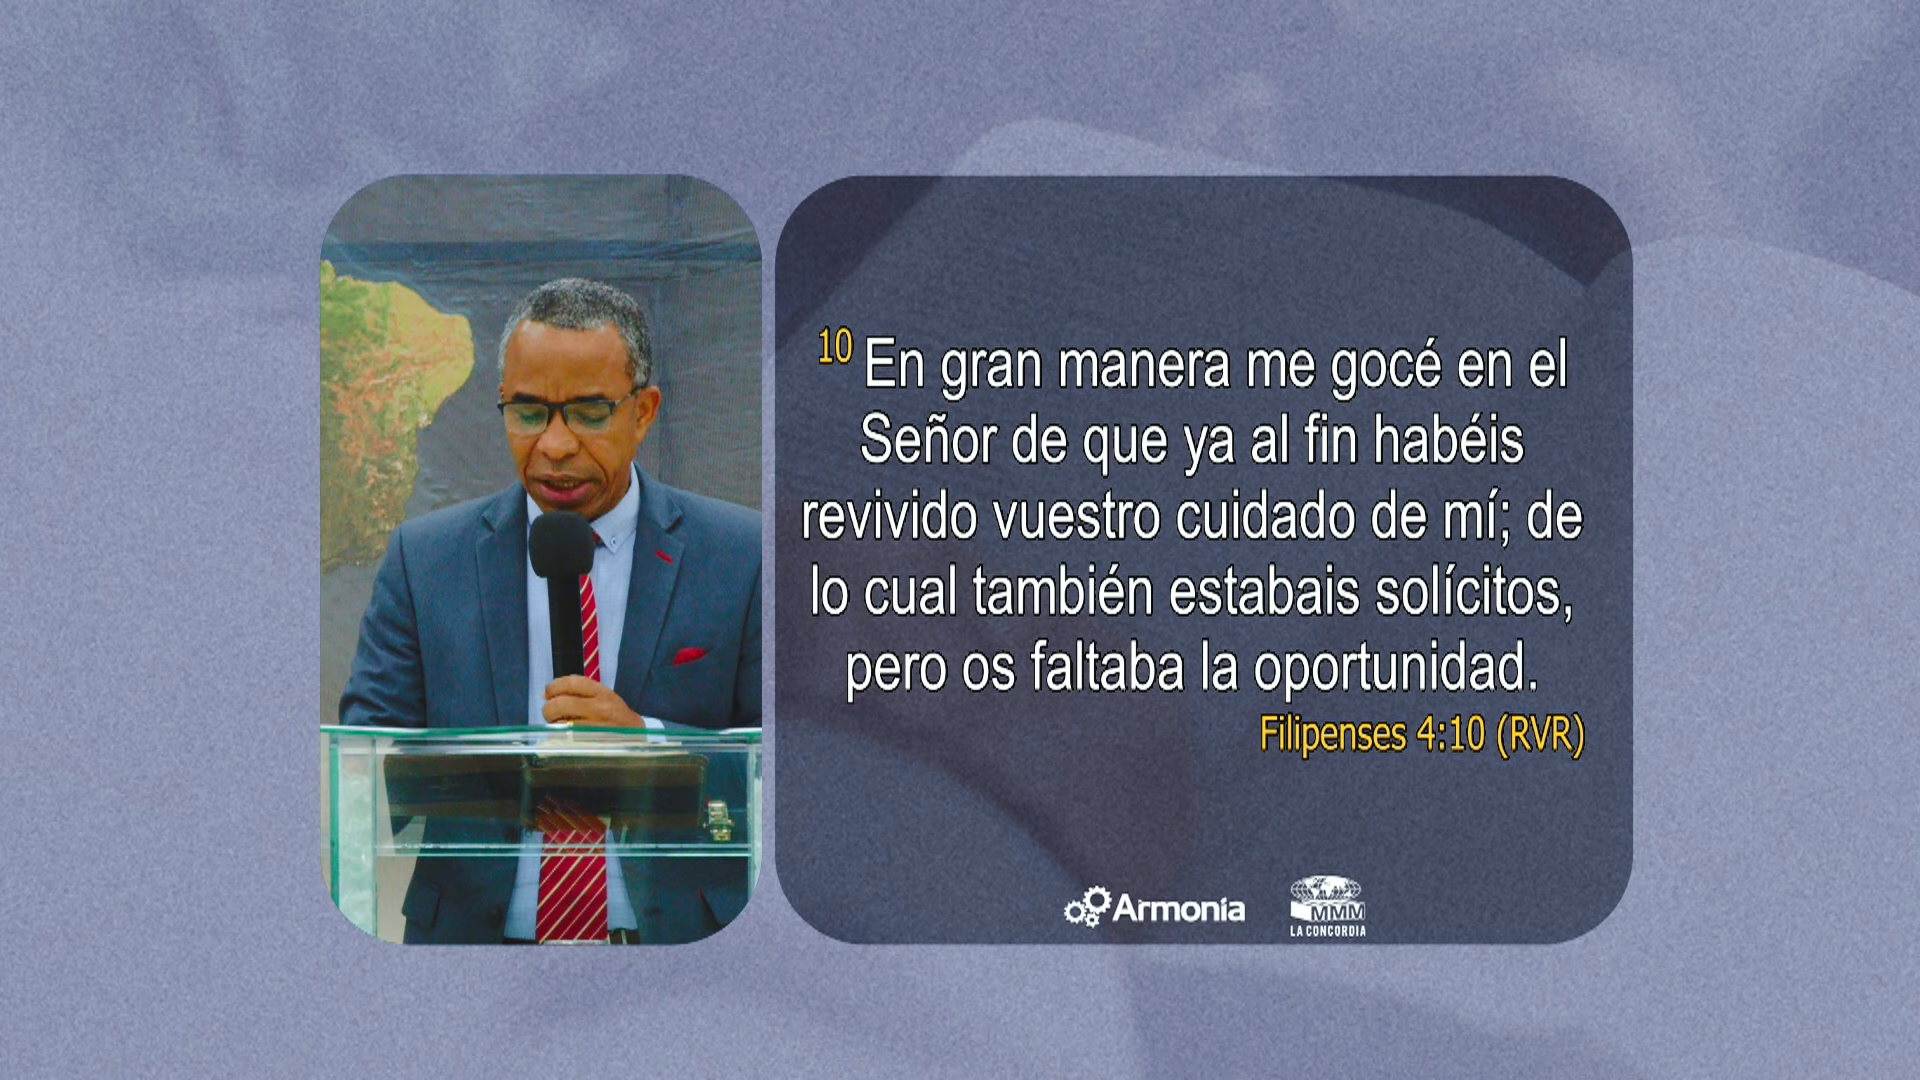 10 En gran manera me gocé en el
Señor de que ya al fin habéis
revivido vuestro cuidado de mí; de
lo cual también estabais solícitos,
pero os faltaba la oportunidad.
Filipenses 4:10 (RVR)
Armonía
MMM
LA CONCORDIA